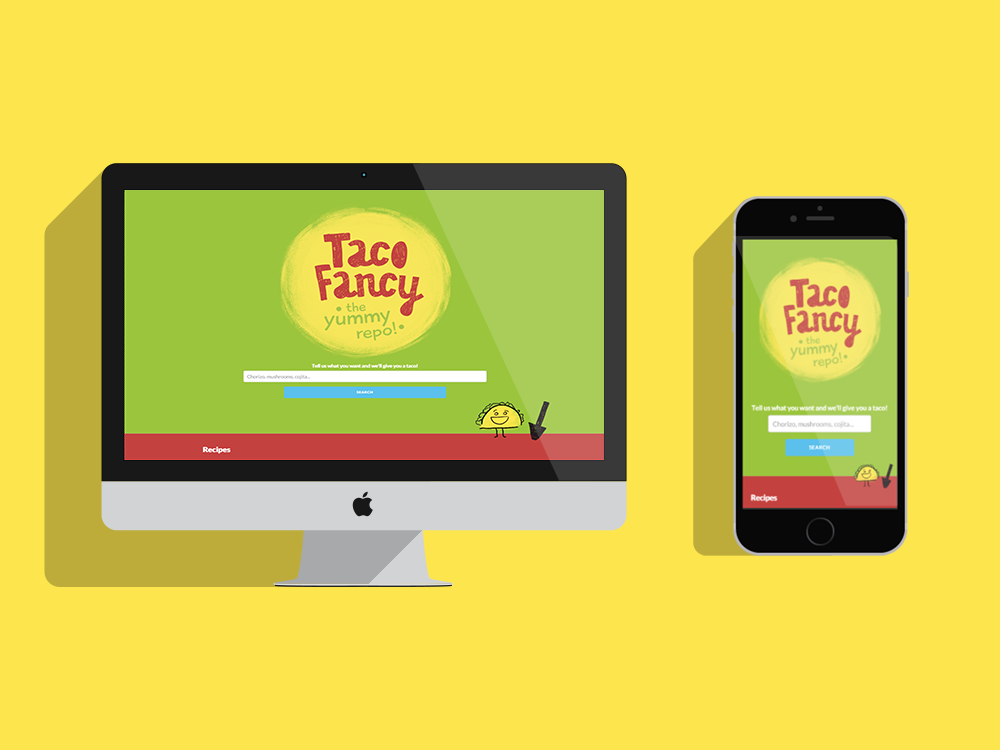 Taco
Fancy
• the
yummy
repo! •
Tell us what you want and we'll give you a taco!
Chorizo, mushrooms, cojita...
SEARCH
Recipes
Taco
Fancy
• the
yummy
repo! •
Tell us what you want and we'll give you a taco!
Chorizo, mushrooms, cojita...
SEARCH
Recipes